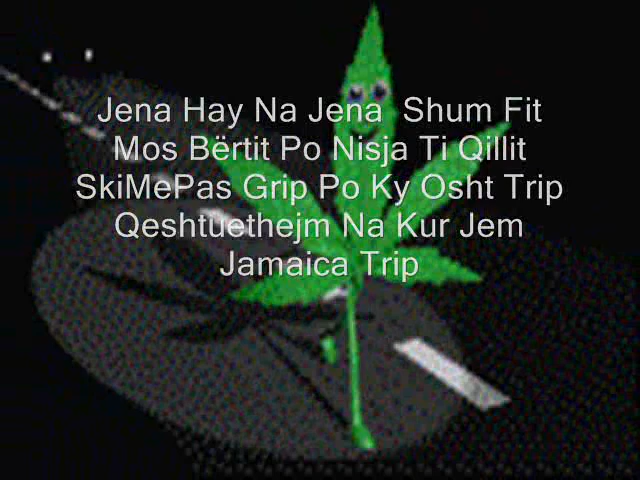 Jena Hay Na Jena  Shum Fit
Mos Bërtit Po Nisja Ti Qillit
SkiMePas Grip Po Ky Osht Trip
Qeshtuethejm Na Kur Jem
Jamaica Trip